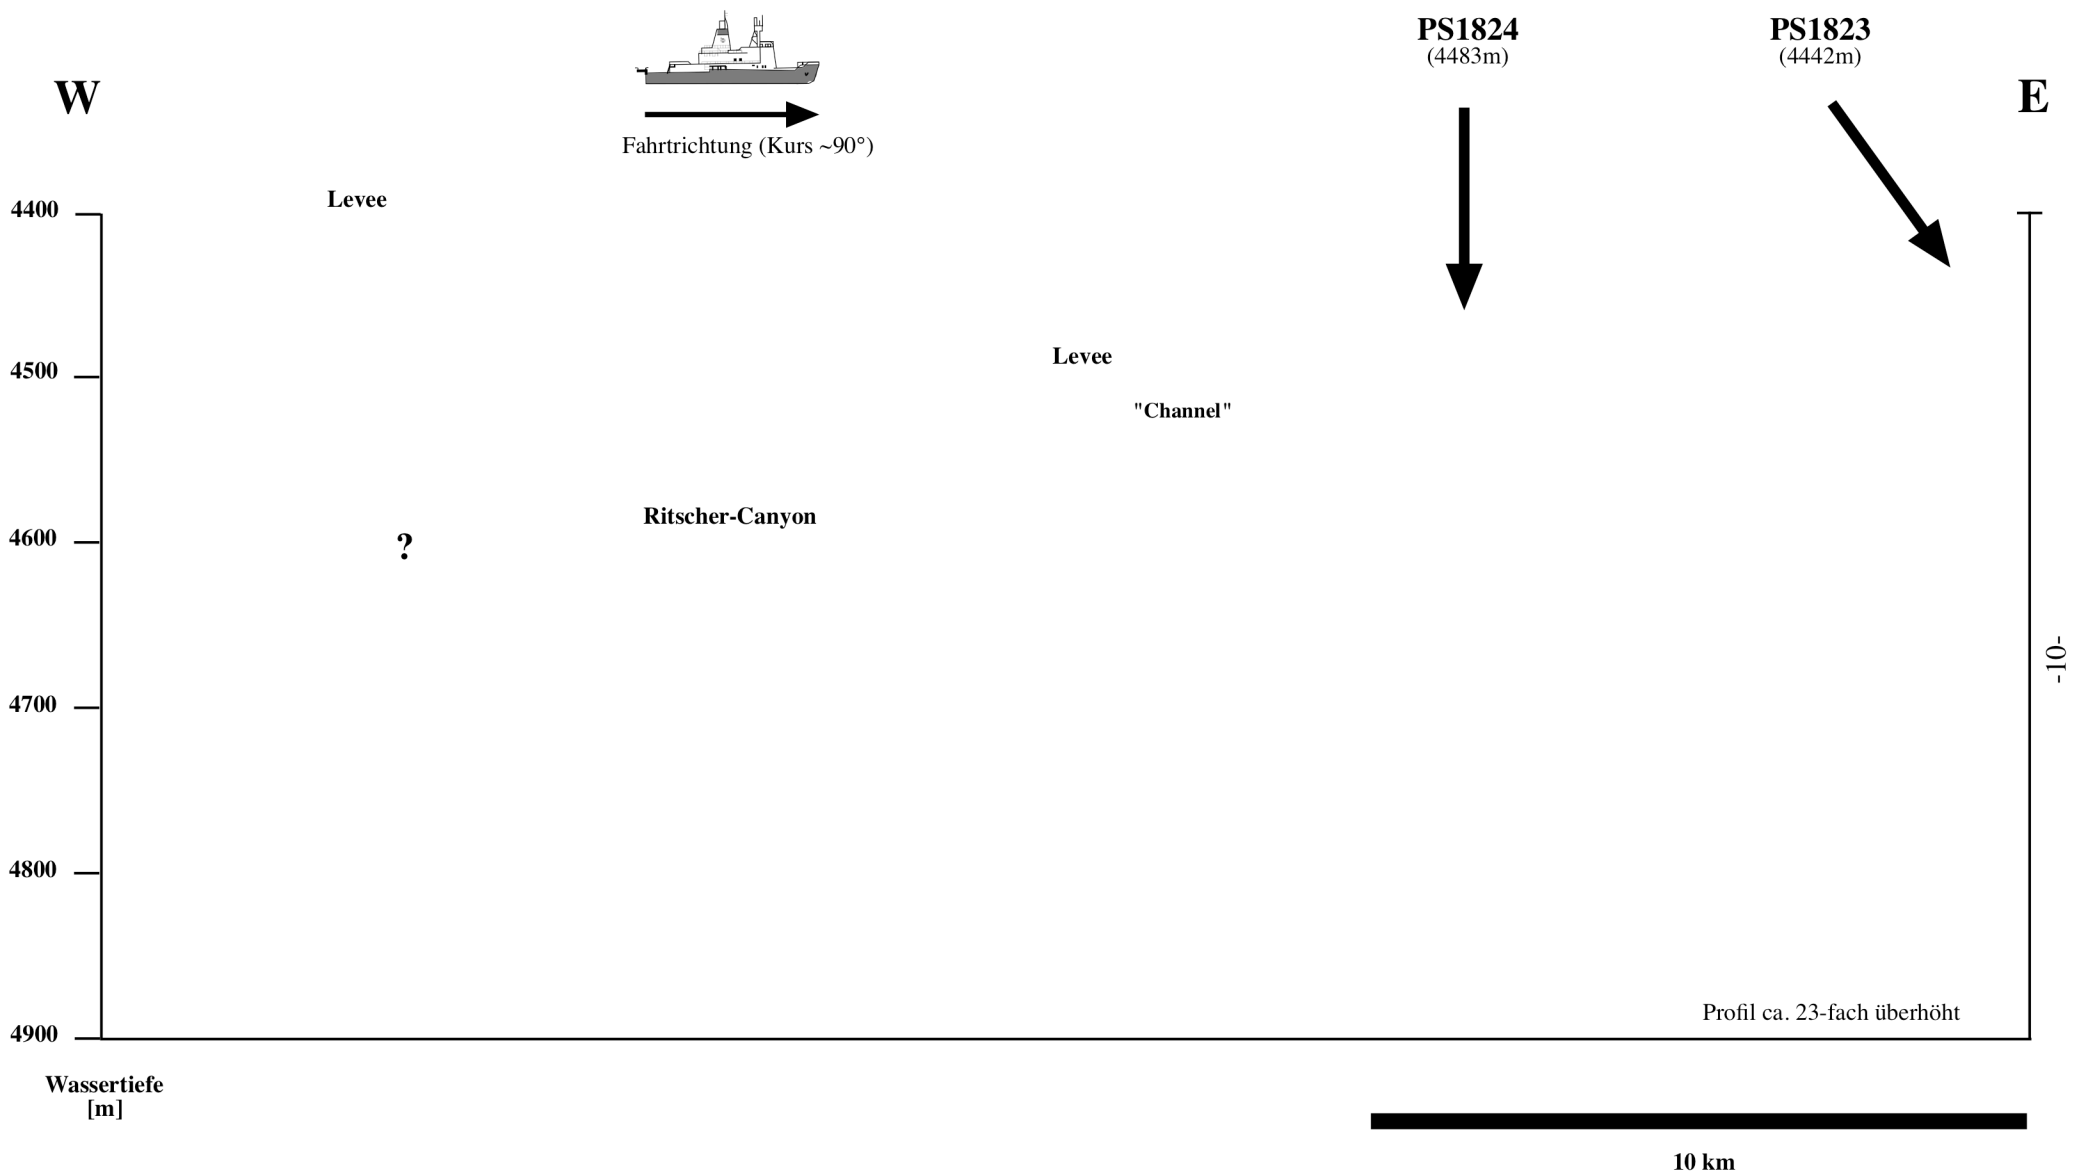 PS1824
(4483m)
PS1823
(4442m)
W
E
Fahrtrichtung (Kurs ~90°)
Levee
4400
Levee
4500
"Channel"
Ritscher-Canyon
4600
?
-10-
4700
4800
Profil ca. 23-fach überhöht
4900
Wassertiefe
[m]
10 km